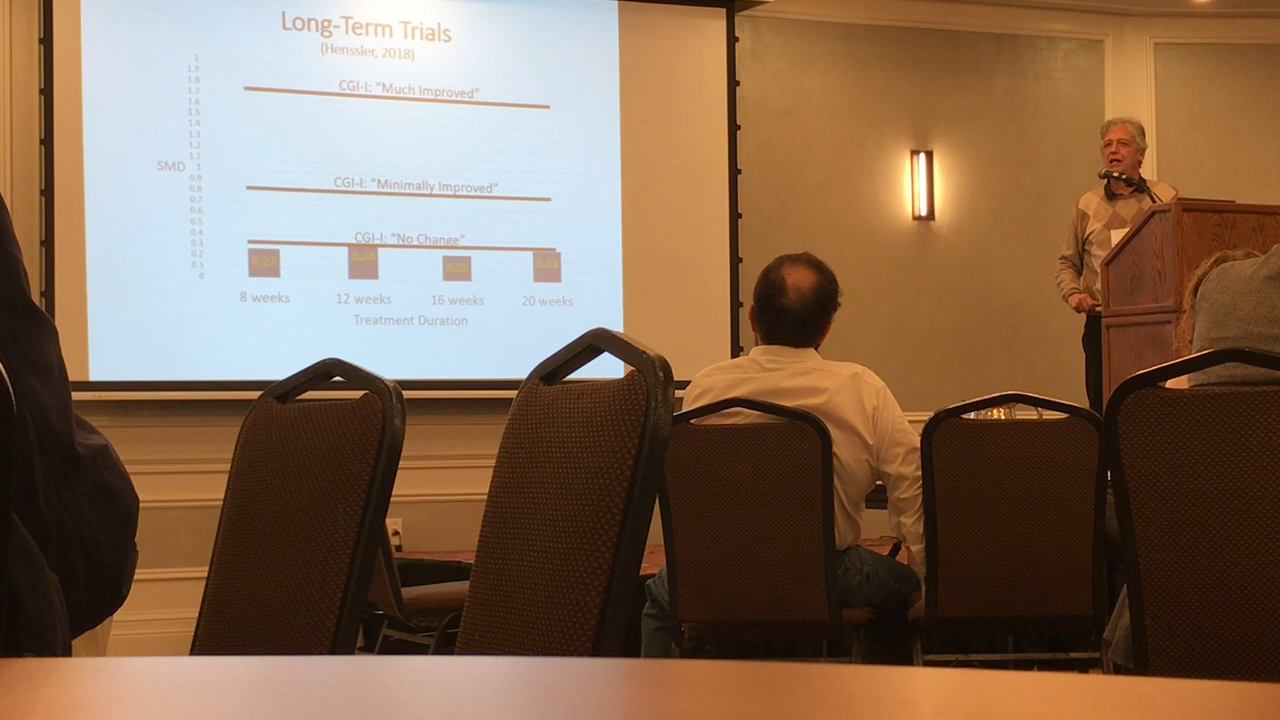 Long-Term Trials
(Henssler, 2018)
2
1.9
1.8
1.7
1.6
1.5
1.4
1.3
1.2
1.1
1
0.9
0.8
0.7
0.6
0.5
0.4
0.3
0.2
0.1
0
SMD
CGI-I: "Much Improved"
CGI-I: "Minimally Improved"
CGI-I: "No Change"
8 weeks
12 weeks
16 weeks
20 weeks
Treatment Duration